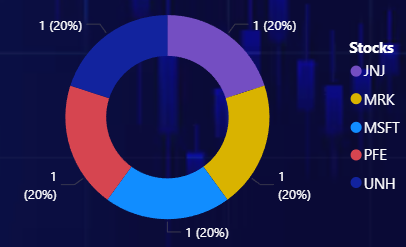 1 (20%)
1 (20%)
Stocks
JNJ
MRK
MSFT
PFE
UNH
1
(20%)
1
(20%)
1 (20%)